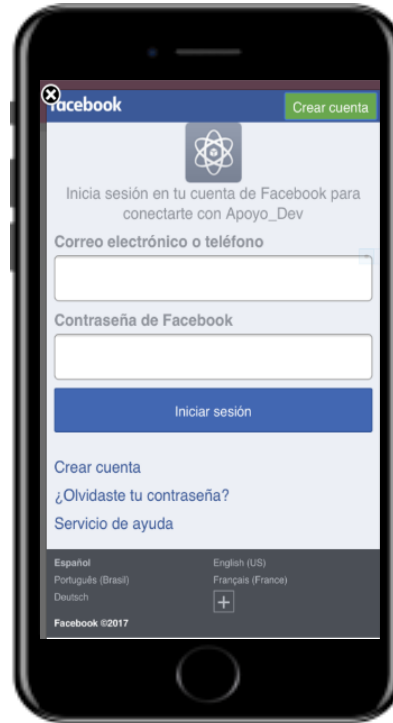 facebook
Crear cuenta
Inicia sesión en tu cuenta de Facebook para
conectarte con Apoyo_Dev
Correo electrónico o teléfono
Contraseña de Facebook
Iniciar sesión
Crear cuenta
¿Olvidaste tu contraseña?
Servicio de ayuda
Español
English (US)
Português (Brasil)
Français (France)
Deutsch
Facebook ©2017